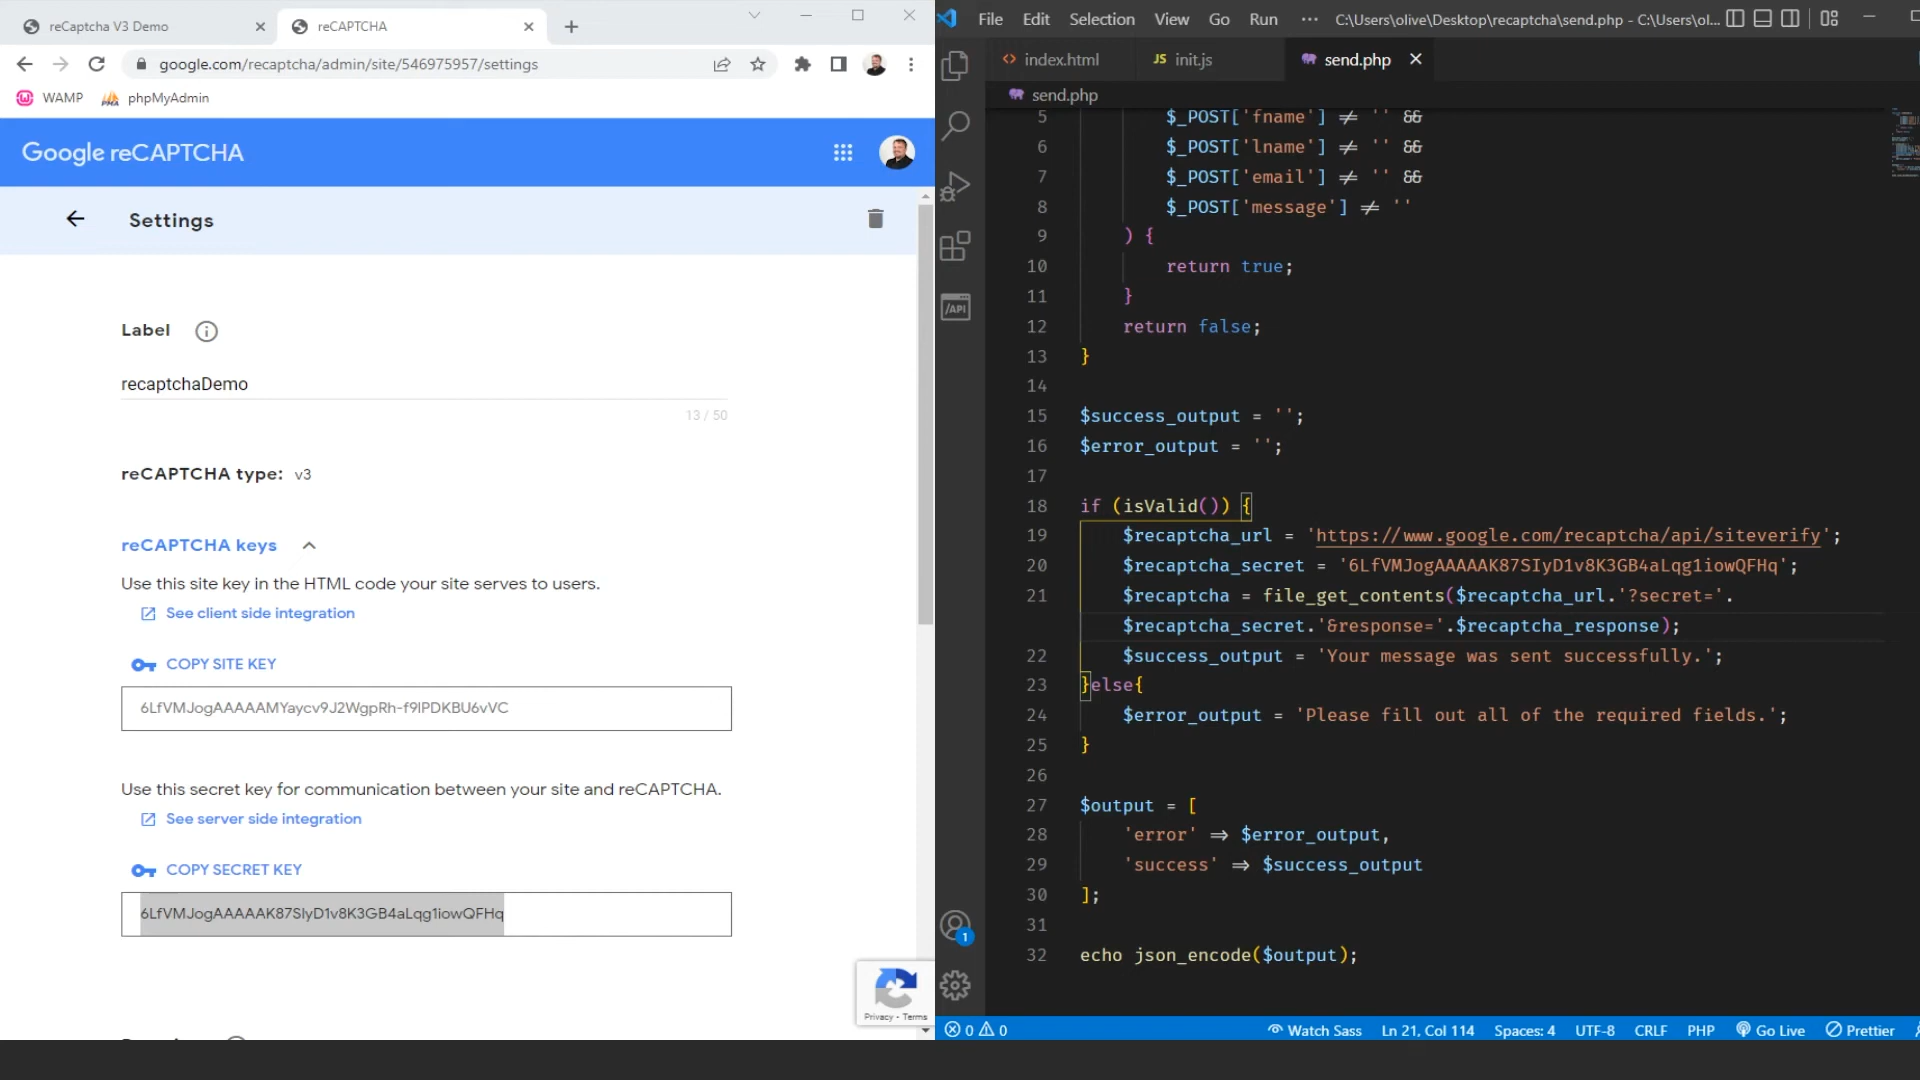 reCaptcha V3 Demo
reCAPTCHA
google.com/recaptcha/admin/site/546975957/settings
WAMP
phpMyAdmin
Google reCAPTCHA
Settings
Label
recaptchaDemo
13 / 50
reCAPTCHA type: v3
reCAPTCHA keys
Use this site key in the HTML code your site serves to users.
See client side integration
COPY SITE KEY
6LfVMJogAAAAAMYaycv9J2WgpRh-f9lPDKBU6vVC
Use this secret key for communication between your site and reCAPTCHA.
See server side integration
COPY SECRET KEY
6LfVMJogAAAAAK87SIyD1v8K3GB4aLqg1iowQFHq
Privacy - Terms
File Edit Selection View Go Run ··· C:\Users\olive\Desktop\recaptcha\send.php - C:\Users\ol...
index.html
JS init.js
send.php
send.php
/API
1
5 $_POST['fname'] ≠ '' &&
6 $_POST['lname'] ≠ '' &&
7 $_POST['email'] ≠ '' &&
8 $_POST['message'] ≠ ''
9 ) {
10 return true;
11 }
12 return false;
13 }
14
15 $success_output = '';
16 $error_output = '';
17
18 if (isValid()) {
19 $recaptcha_url = 'https://www.google.com/recaptcha/api/siteverify';
20 $recaptcha_secret = '6LfVMJogAAAAAK87SIyD1v8K3GB4aLqg1iowQFHq';
21 $recaptcha = file_get_contents($recaptcha_url.'?secret='.
$recaptcha_secret.'&response='.$recaptcha_response);
22 $success_output = 'Your message was sent successfully.';
23 }else{
24 $error_output = 'Please fill out all of the required fields.';
25 }
26
27 $output = [
28 'error' ⇒ $error_output,
29 'success' ⇒ $success_output
30 ];
31
32 echo json_encode($output);
0 0 Watch Sass Ln 21, Col 114 Spaces: 4 UTF-8 CRLF PHP Go Live Prettier